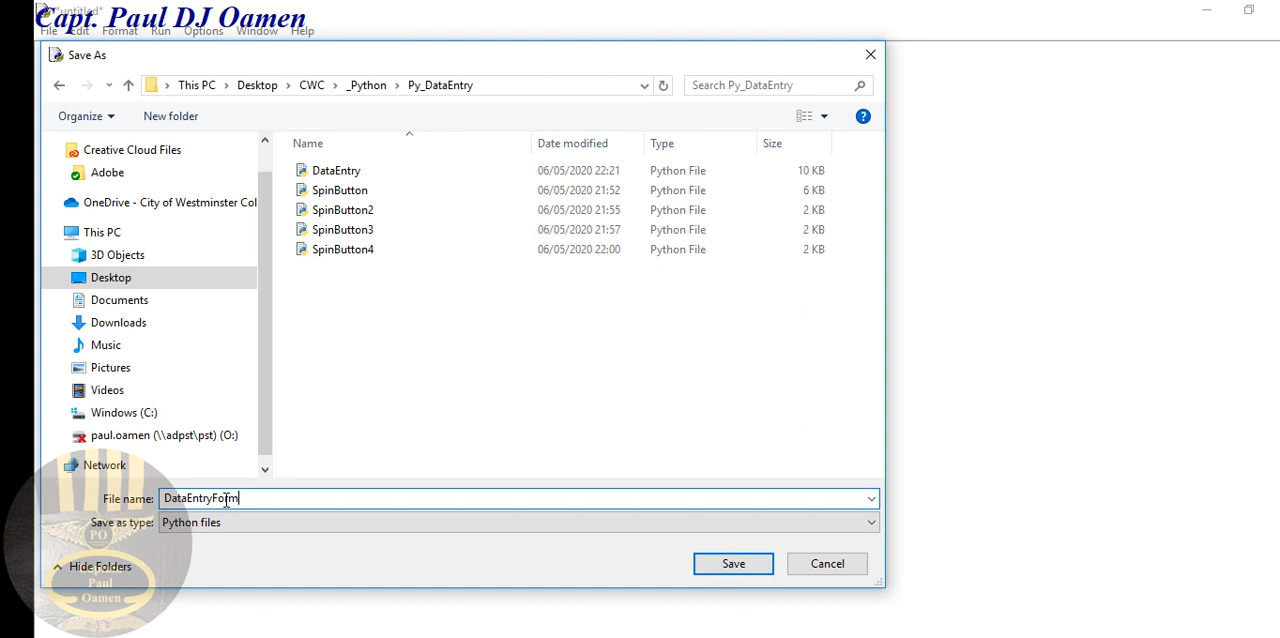 *untitled*
Capt. Paul DJ Oamen
File Edit Format Run Options Window Help
Save As
This PC Desktop CWC _Python Py_DataEntry
Search Py_DataEntry
Organize New folder
Name Date modified Type Size
Creative Cloud Files
Adobe
OneDrive - City of Westminster Col
This PC
3D Objects
Desktop
Documents
Downloads
Music
Pictures
Videos
Windows (C:)
paul.oamen (\\adpst\pst) (O:)
Network
DataEntry 06/05/2020 22:21 Python File 10 KB
SpinButton 06/05/2020 21:52 Python File 6 KB
SpinButton2 06/05/2020 21:55 Python File 2 KB
SpinButton3 06/05/2020 21:57 Python File 2 KB
SpinButton4 06/05/2020 22:00 Python File 2 KB
File name: DataEntryForm
Save as type: Python files
Hide Folders
Save Cancel
PO
Paul
Oamen